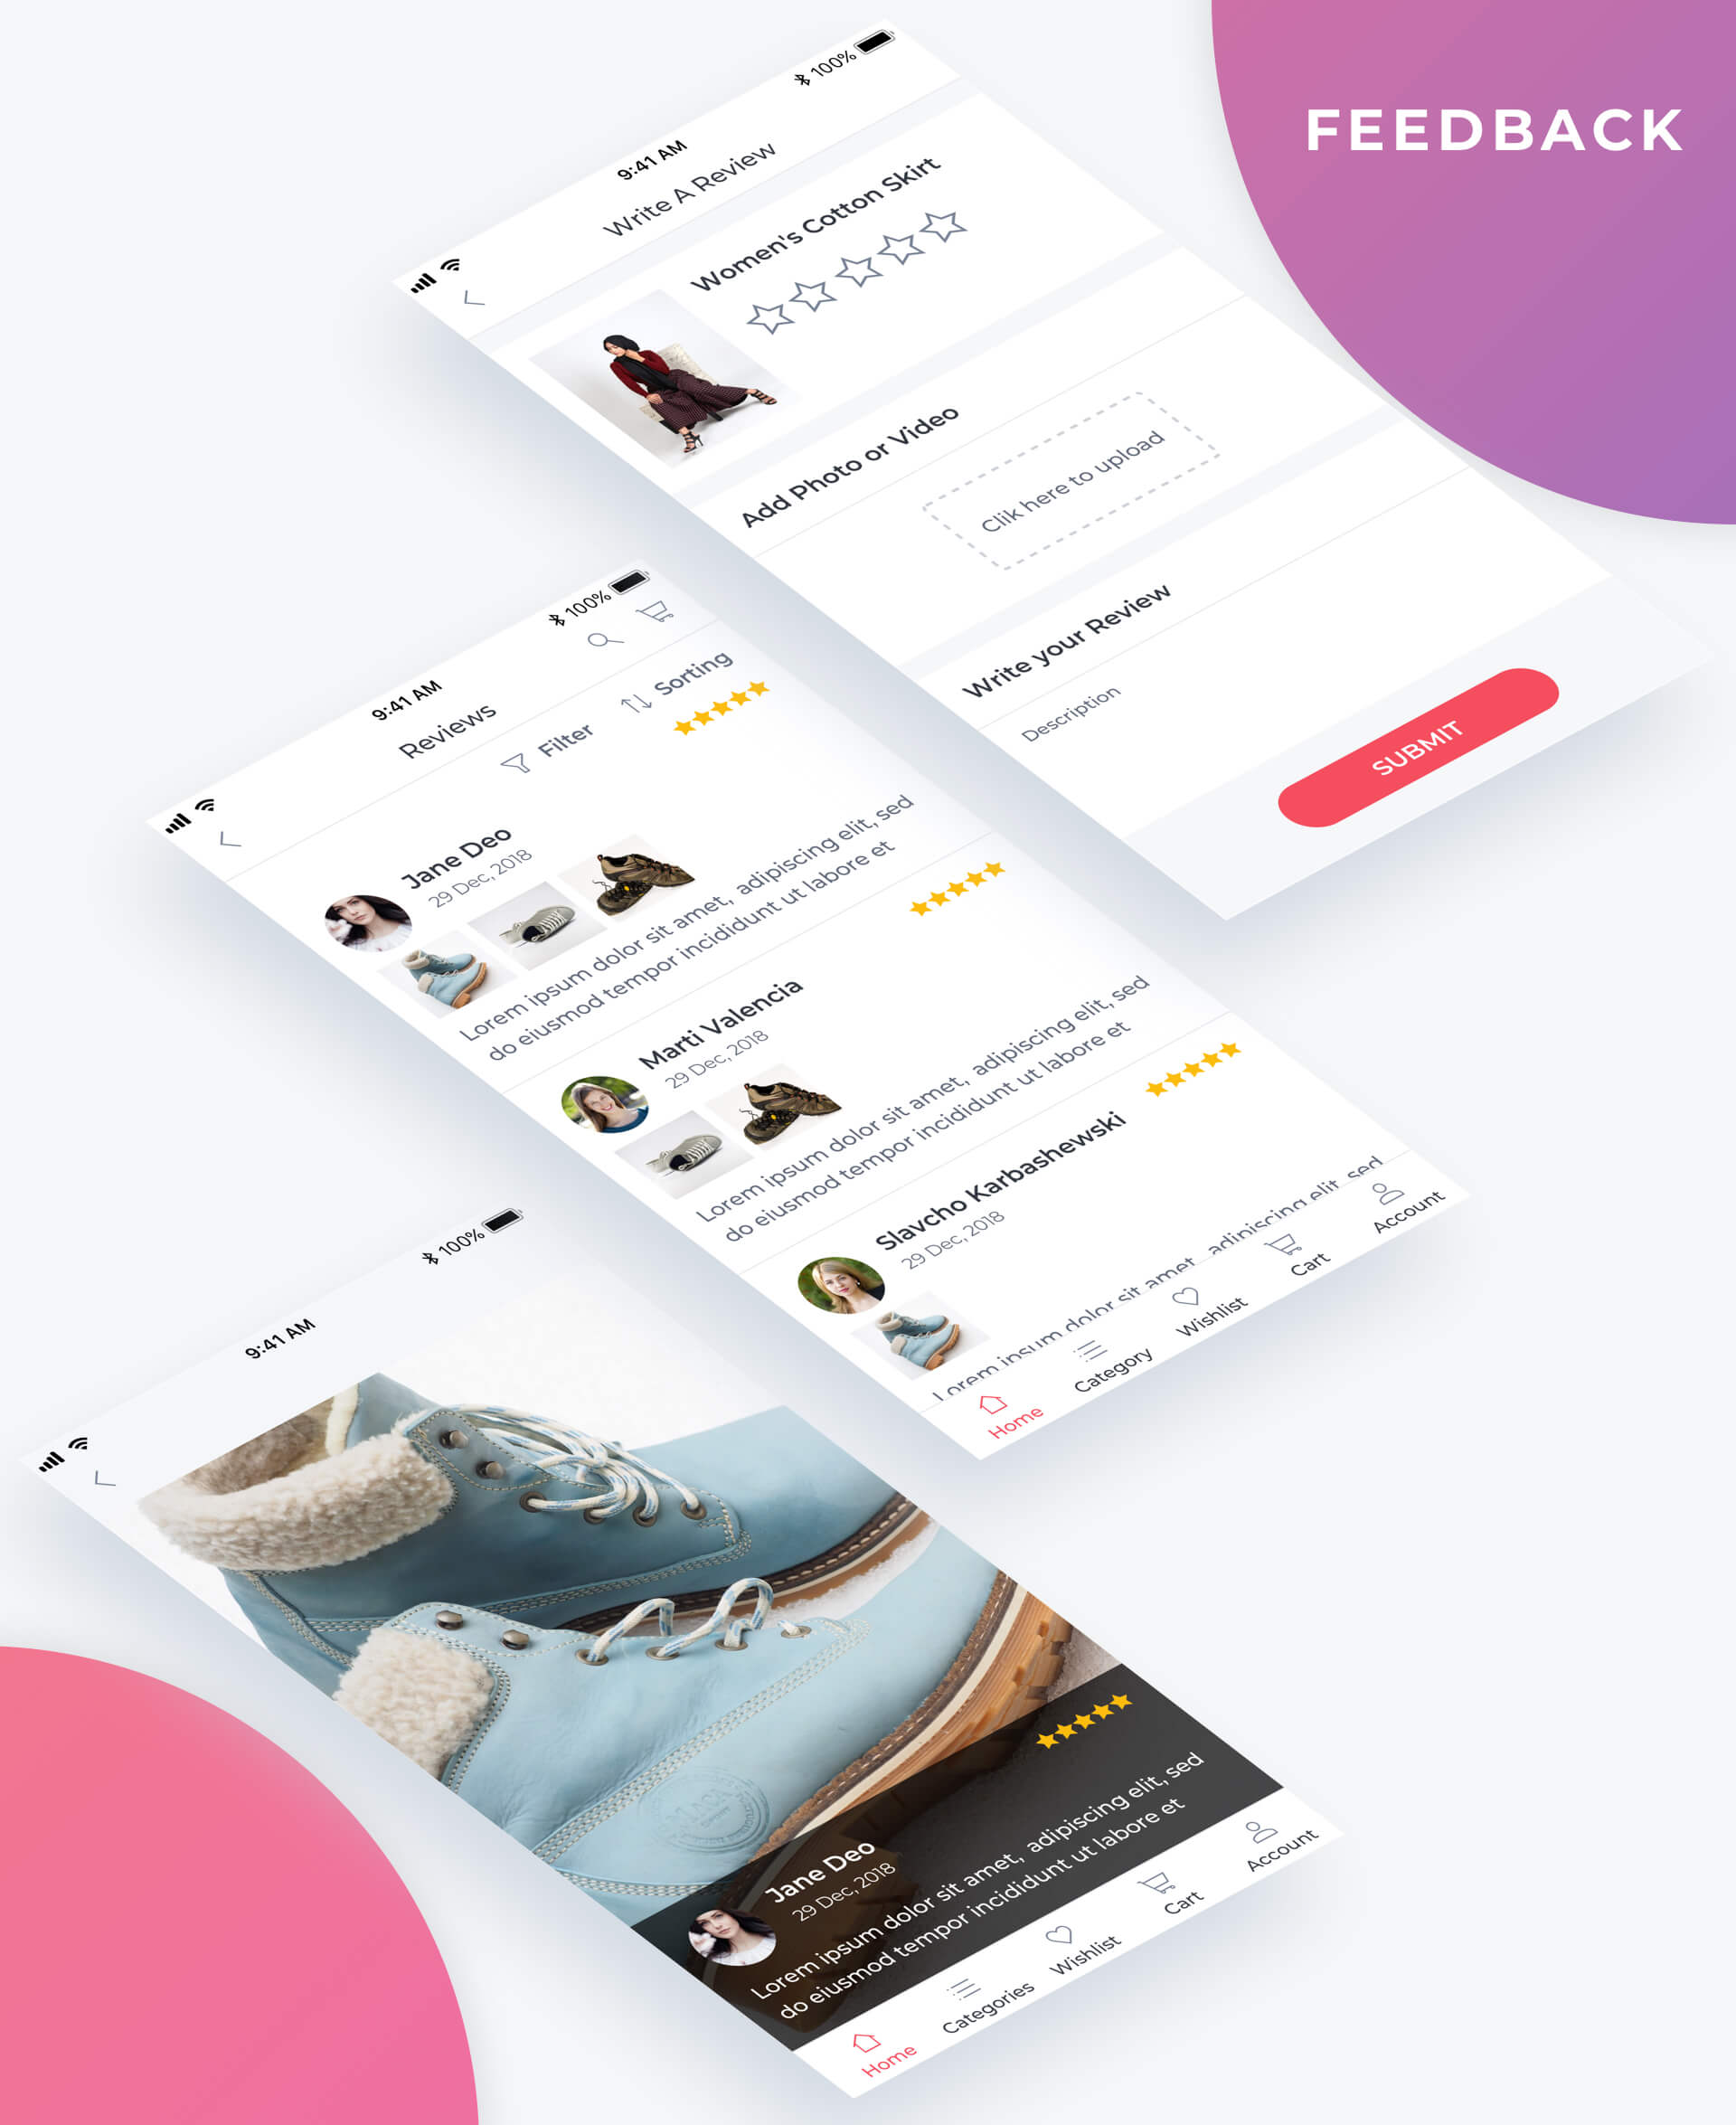 FEEDBACK
9:41 AM
100%
Write A Review
Women's Cotton Skirt
Add Photo or Video
Clik here to upload
Write your Review
Description
SUBMIT
9:41 AM
100%
Reviews
Filter
Sorting
Jane Deo
29 Dec, 2018
Lorem ipsum dolor sit amet, adipiscing elit, sed
do eiusmod tempor incididunt ut labore et
Marti Valencia
29 Dec, 2018
Lorem ipsum dolor sit amet, adipiscing elit, sed
do eiusmod tempor incididunt ut labore et
Slavcho Karbashewski
29 Dec, 2018
Lorem ipsum dolor sit amet, adipiscing elit, sed
Home
Category
Wishlist
Cart
Account
9:41 AM
100%
Jane Deo
29 Dec, 2018
Lorem ipsum dolor sit amet, adipiscing elit, sed
do eiusmod tempor incididunt ut labore et
Home
Categories
Wishlist
Cart
Account